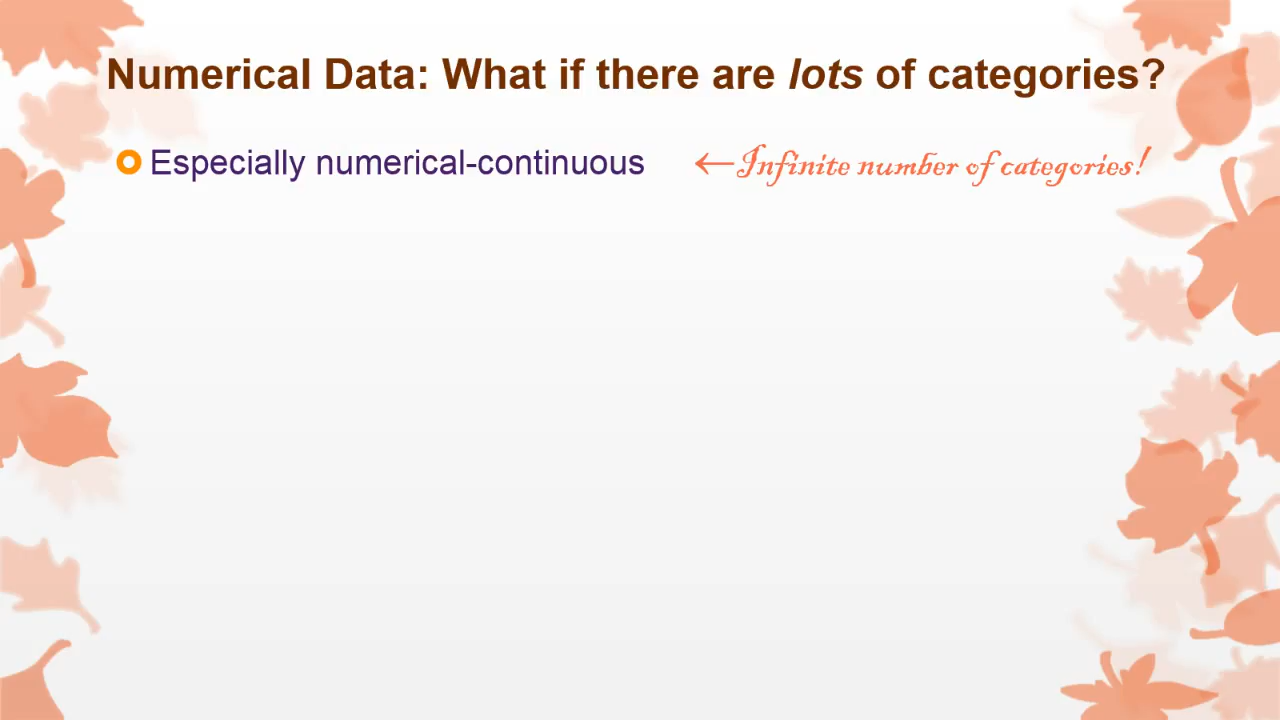 Numerical Data: What if there are lots of categories?
Especially numerical-continuous ←Infinite number of categories!